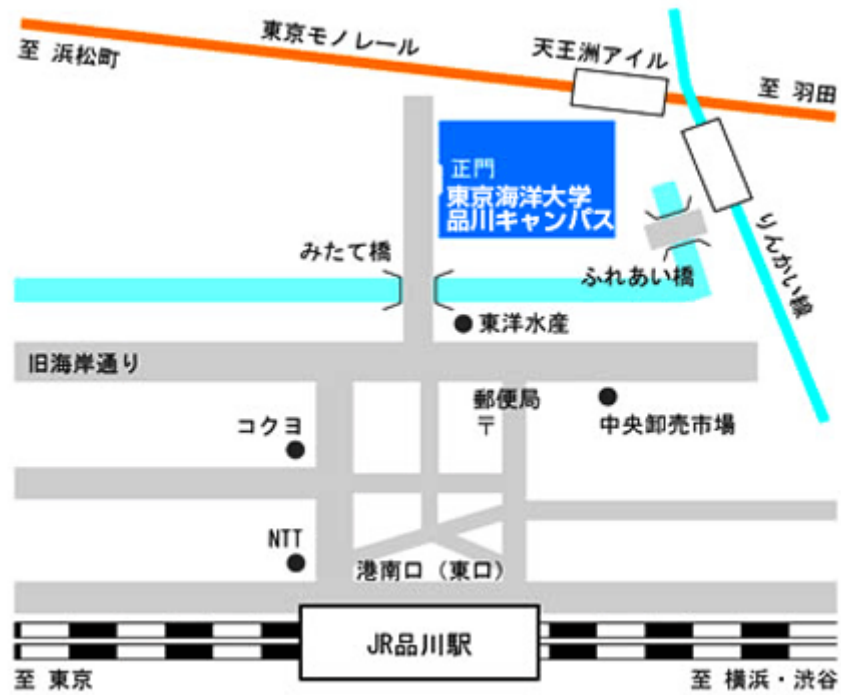 東京モノレール
天王洲アイル
至 浜松町
至 羽田
正門
東京海洋大学
品川キャンパス
りんかい線
みたて橋
ふれあい橋
東洋水産
旧海岸通り
郵便局
〒
コクヨ
中央卸売市場
NTT
港南口（東口）
JR品川駅
至 東京
至 横浜・渋谷